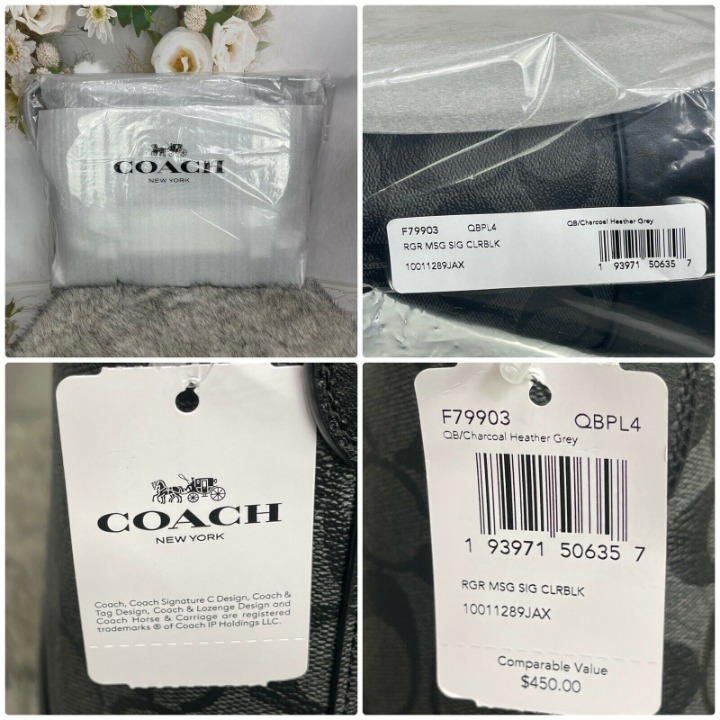 COACH
NEW YORK
F79903 QBPL4 QB/Charcoal Heather Grey
RGR MSG SIG CLRBLK
10011289JAX
1 93971 50635 7
COACH
NEW YORK
Coach, Coach Signature C Design, Coach &
Tag Design, Coach & Lozenge Design and
Coach Horse & Carriage are registered
trademarks ® of Coach IP Holdings LLC.
F79903 QBPL4
QB/Charcoal Heather Grey
1 93971 50635 7
RGR MSG SIG CLRBLK
10011289JAX
Comparable Value
$450.00